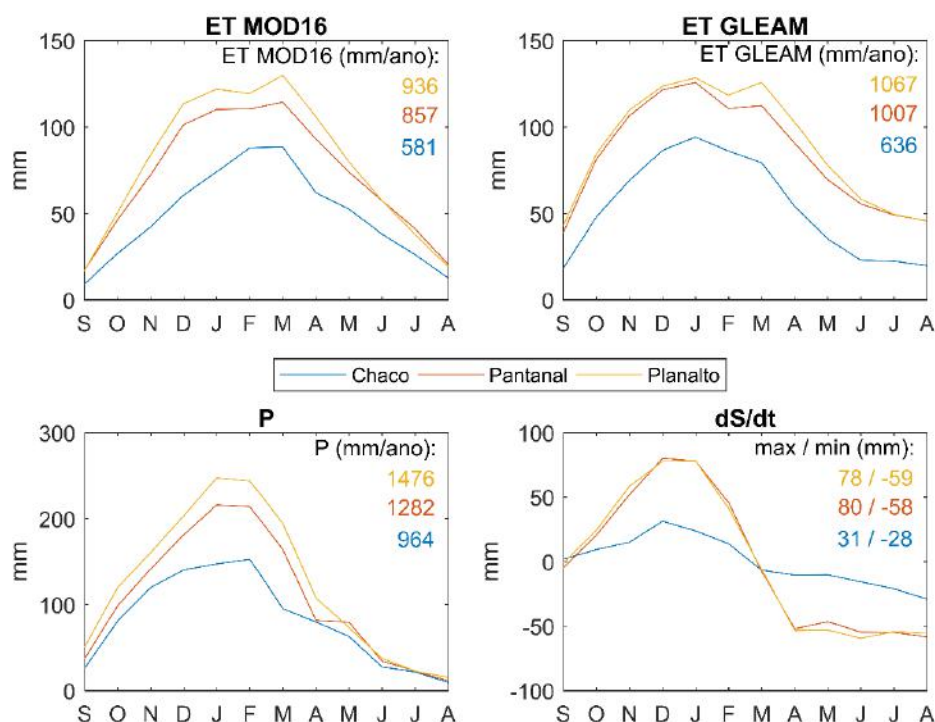 ET MOD16
150
100
50
0
mm
ET MOD16 (mm/ano):
936
857
581
S O N D J F M A M J J A
ET GLEAM
150
100
50
0
mm
ET GLEAM (mm/ano):
1067
1007
636
S O N D J F M A M J J A
Chaco Pantanal Planalto
P
300
200
100
0
mm
P (mm/ano):
1476
1282
964
S O N D J F M A M J J A
dS/dt
100
50
0
-50
-100
mm
max / min (mm):
78 / -59
80 / -58
31 / -28
S O N D J F M A M J J A